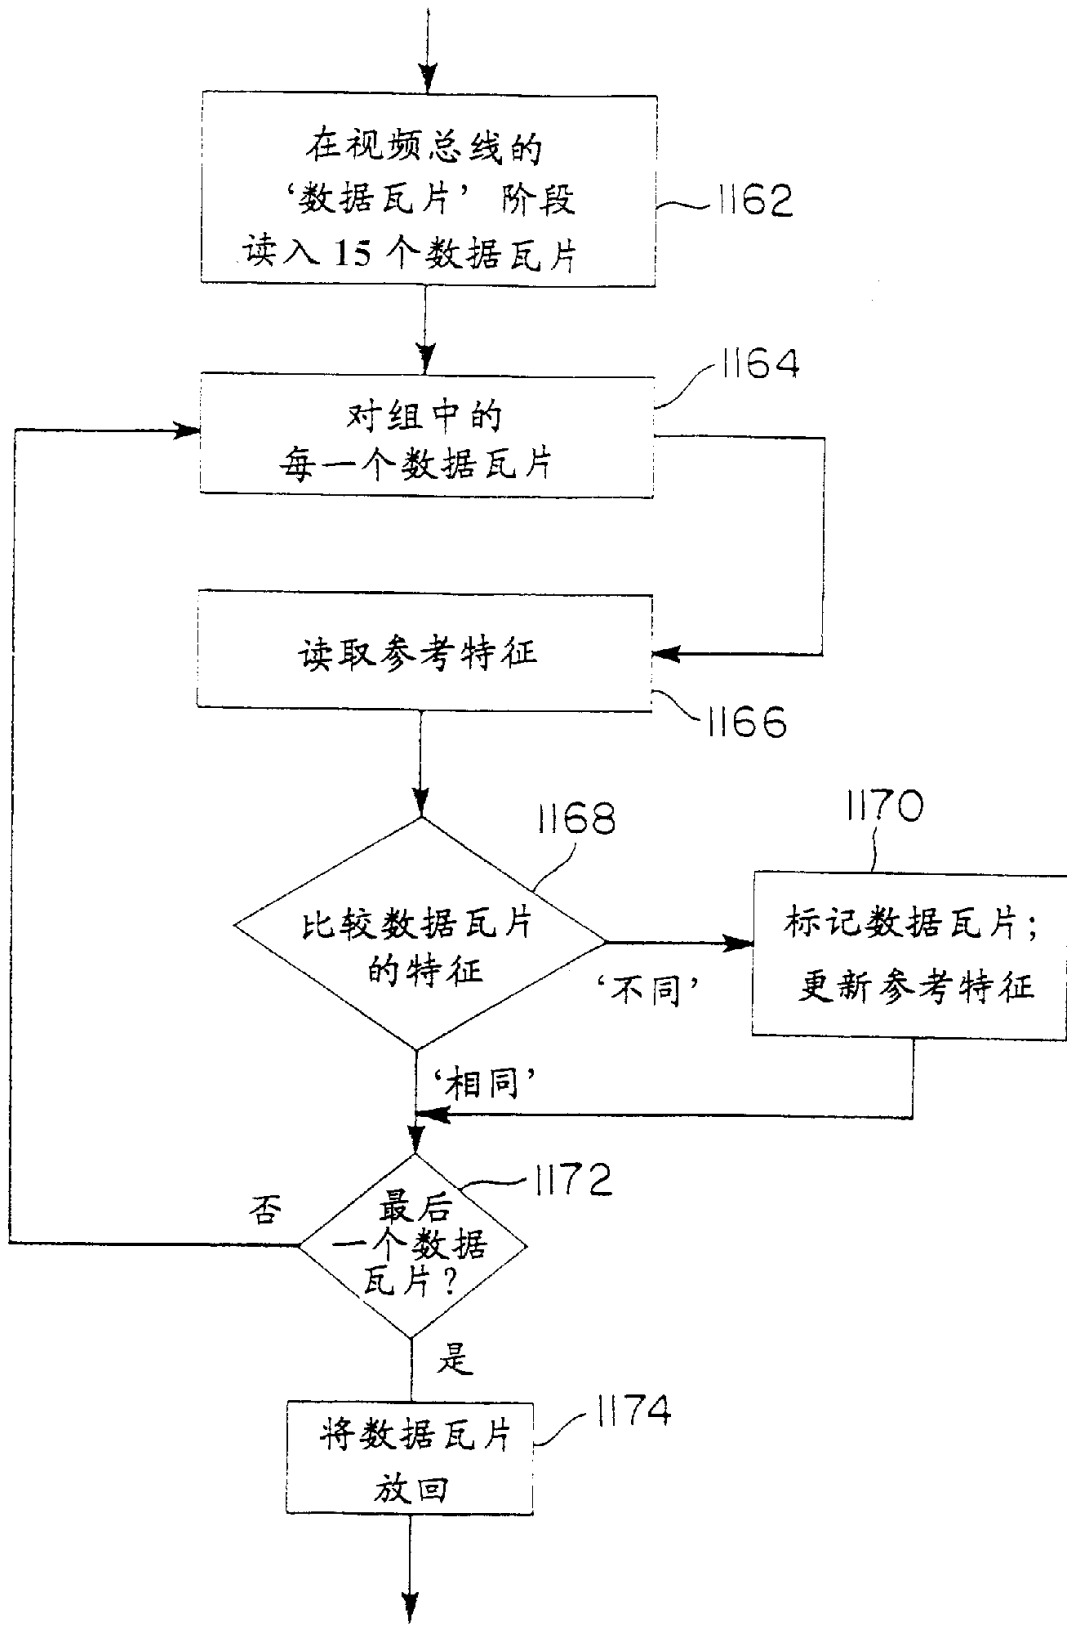 在视频总线的
‘数据瓦片’阶段
读入15个数据瓦片
1162
1164
对组中的
每一个数据瓦片
读取参考特征
1166
1168
比较数据瓦片
的特征
‘不同’
1170
标记数据瓦片;
更新参考特征
‘相同’
1172
最后
一个数据
瓦片?
否
是
1174
将数据瓦片
放回